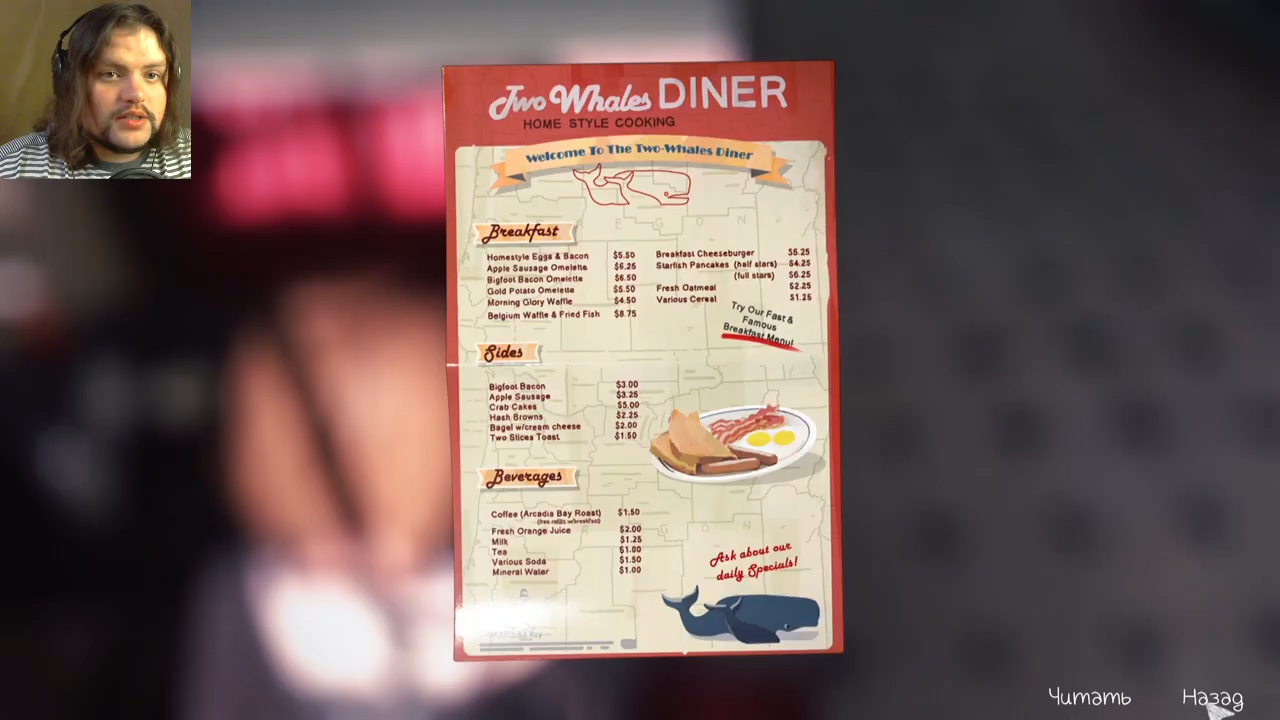 Two Whales DINER
HOME STYLE COOKING
Welcome To The Two-Whales Diner
E G O N
Breakfast
Homestyle Eggs & Bacon $5.50
Apple Sausage Omelette $6.25
Bigfoot Bacon Omelette $6.50
Gold Potato Omelette $5.50
Morning Glory Waffle $4.50
Belgium Waffle & Fried Fish $8.75
Breakfast Cheeseburger $6.25
Starfish Pancakes (half stars) $4.25
(full stars) $6.25
Fresh Oatmeal $2.25
Various Cereal $1.25
Try Our Fast &
Famous
Breakfast Menu!
Sides
Bigfoot Bacon $3.00
Apple Sausage $3.25
Crab Cakes $5.00
Hash Browns $2.25
Bagel w/cream cheese $2.00
Two Slices Toast $1.50
Beverages
Coffee (Arcadia Bay Roast) $1.50
(free refills w/breakfast)
Fresh Orange Juice $2.00
Milk $1.25
Tea $1.00
Various Soda $1.50
Mineral Water $1.00
G O N
Ask about our
daily Specials!
Читать Назад